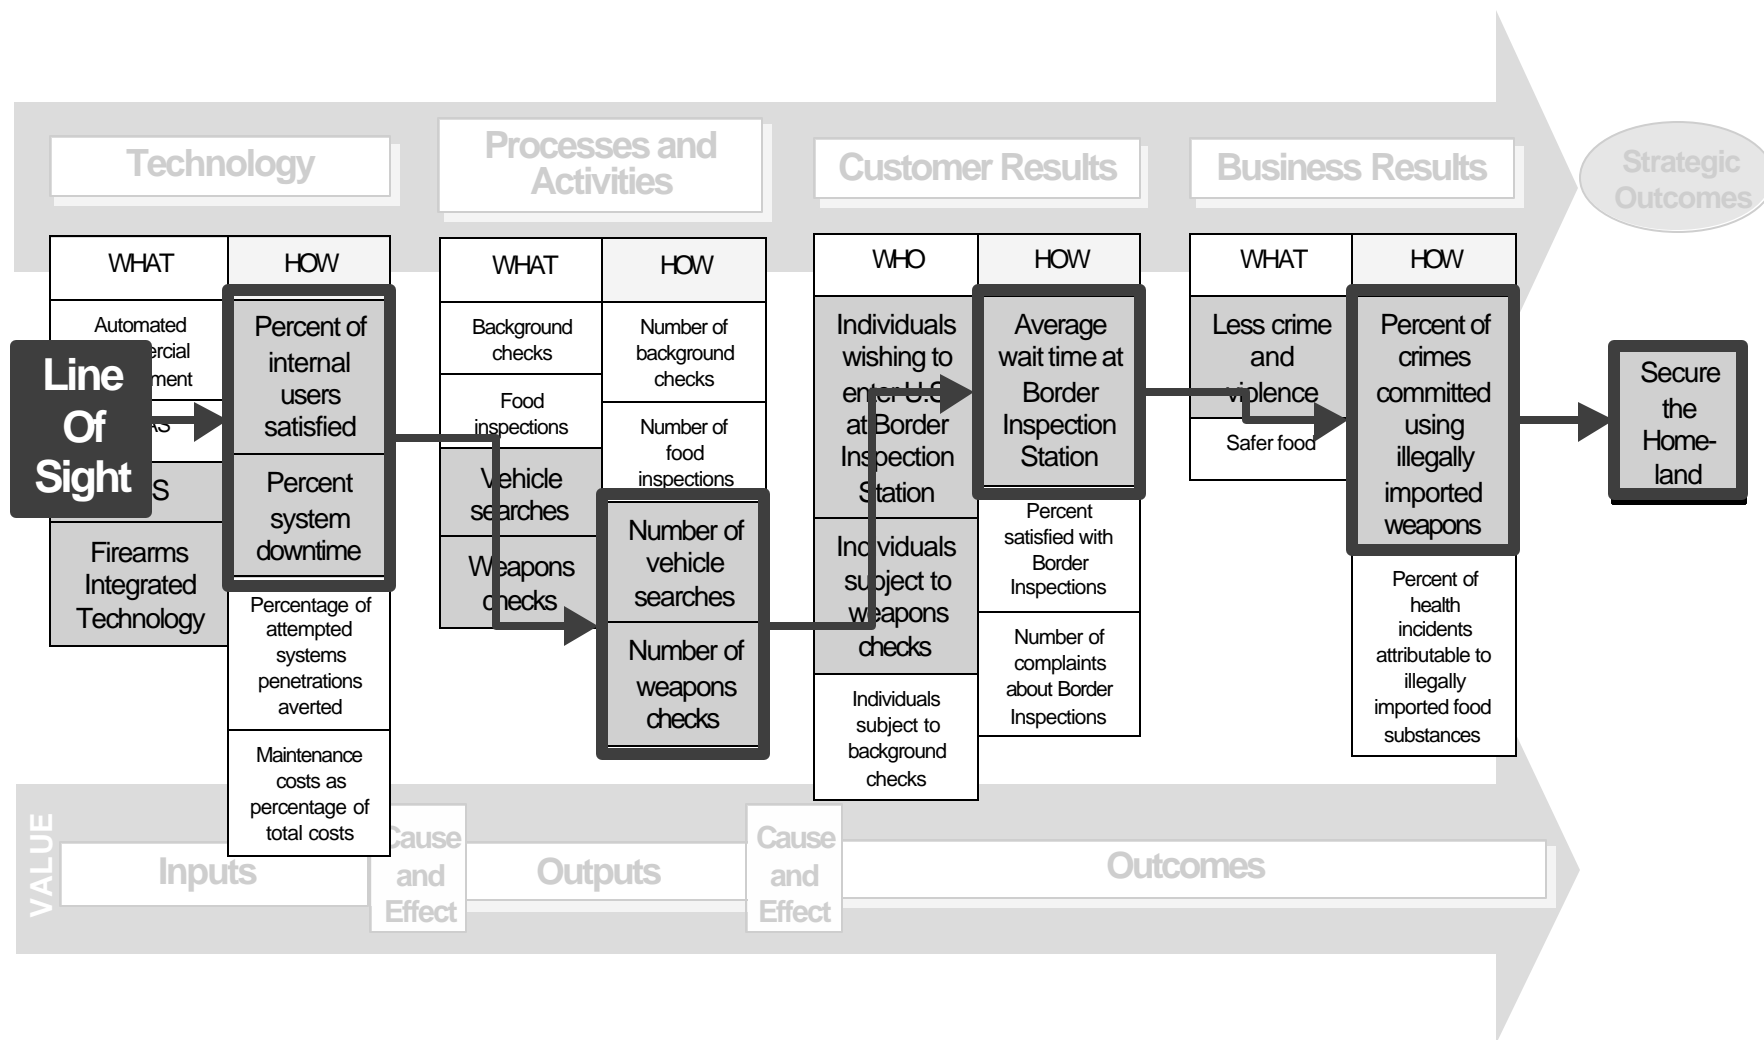 Technology
Processes and
Activities
Customer Results
Business Results
Strategic
Outcomes
WHAT
HOW
Automated
Line
Of
Sight
S
Firearms
Integrated
Technology
Percent of
internal
users
satisfied
Percent
system
downtime
Percentage of
attempted
systems
penetrations
averted
Maintenance
costs as
percentage of
total costs
WHAT
HOW
Background
checks
Food
inspections
Vehicle
searches
Weapons
checks
Number of
background
checks
Number of
food
inspections
Number of
vehicle
searches
Number of
weapons
checks
WHO
HOW
Individuals
wishing to
enter U.S.
at Border
Inspection
Station
Individuals
subject to
weapons
checks
Individuals
subject to
background
checks
Average
wait time at
Border
Inspection
Station
Percent
satisfied with
Border
Inspections
Number of
complaints
about Border
Inspections
WHAT
HOW
Less crime
and
violence
Safer food
Percent of
crimes
committed
using
illegally
imported
weapons
Percent of
health
incidents
attributable to
illegally
imported food
substances
Secure
the
Home-
land
VALUE
Inputs
Cause
and
Effect
Outputs
Cause
and
Effect
Outcomes